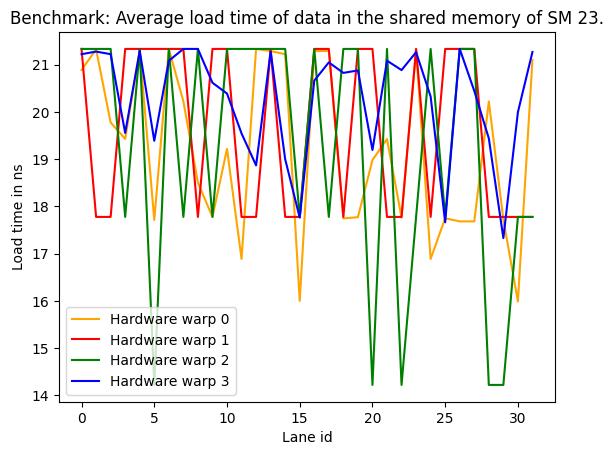 Benchmark: Average load time of data in the shared memory of SM 23.
Load time in ns
21
20
19
18
17
16
15
14
Hardware warp 0
Hardware warp 1
Hardware warp 2
Hardware warp 3
0 5 10 15 20 25 30
Lane id